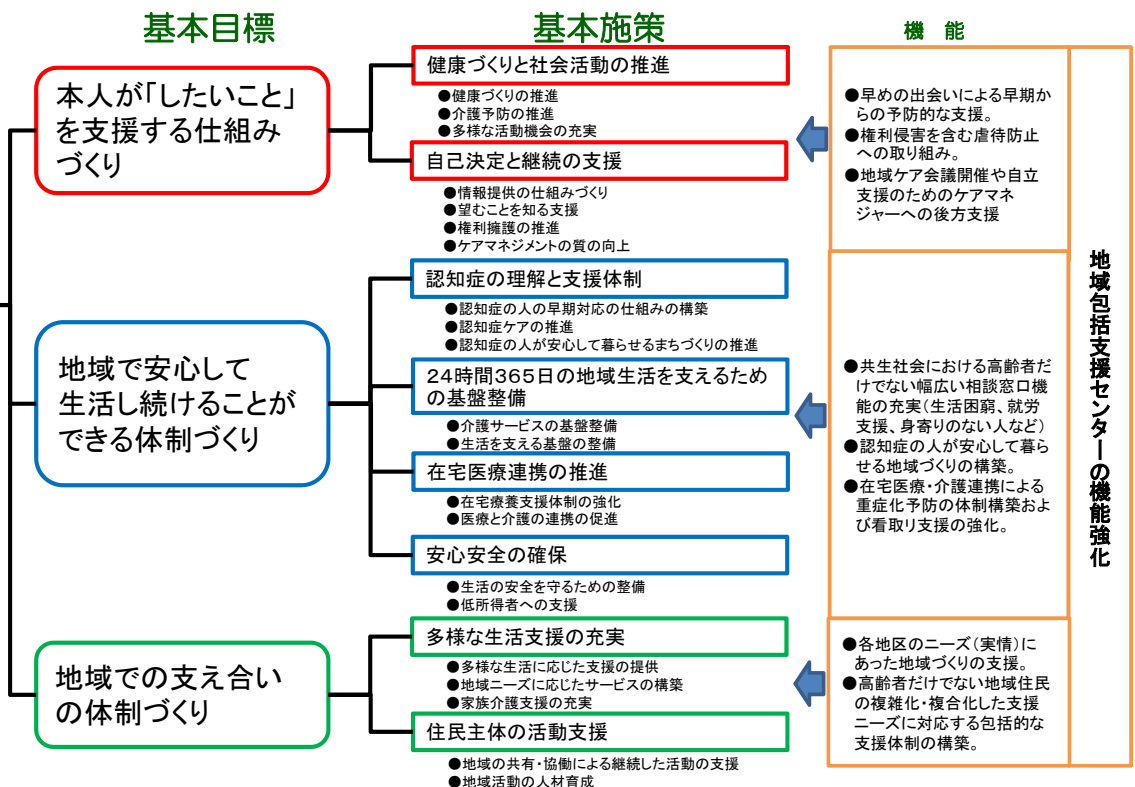 基本目標
基本施策
機　能
本人が「したいこと」
を支援する仕組み
づくり
健康づくりと社会活動の推進
●健康づくりの推進
●介護予防の推進
●多様な活動機会の充実
自己決定と継続の支援
●情報提供の仕組みづくり
●望むことを知る支援
●権利擁護の推進
●ケアマネジメントの質の向上
●早めの出会いによる早期か
らの予防的な支援。
●権利侵害を含む虐待防止
への取り組み。
●地域ケア会議開催や自立
支援のためのケアマネ
ジャーへの後方支援
地域で安心して
生活し続けることが
できる体制づくり
認知症の理解と支援体制
●認知症の人の早期対応の仕組みの構築
●認知症ケアの推進
●認知症の人が安心して暮らせるまちづくりの推進
24時間365日の地域生活を支えるため
の基盤整備
●介護サービスの基盤整備
●生活を支える基盤の整備
在宅医療連携の推進
●在宅療養支援体制の強化
●医療と介護の連携の促進
安心安全の確保
●生活の安全を守るための整備
●低所得者への支援
●共生社会における高齢者だ
けでない幅広い相談窓口機
能の充実(生活困窮、就労
支援、身寄りのない人など)
●認知症の人が安心して暮ら
せる地域づくりの構築。
●在宅医療・介護連携による
重症化予防の体制構築およ
び看取り支援の強化。
地域での支え合い
の体制づくり
多様な生活支援の充実
●多様な生活に応じた支援の提供
●地域ニーズに応じたサービスの構築
●家族介護支援の充実
住民主体の活動支援
●地域の共有・協働による継続した活動の支援
●地域活動の人材育成
●各地区のニーズ(実情)に
あった地域づくりの支援。
●高齢者だけでない地域住民
の複雑化・複合化した支援
ニーズに対応する包括的な
支援体制の構築。
地域包括支援センターの機能強化